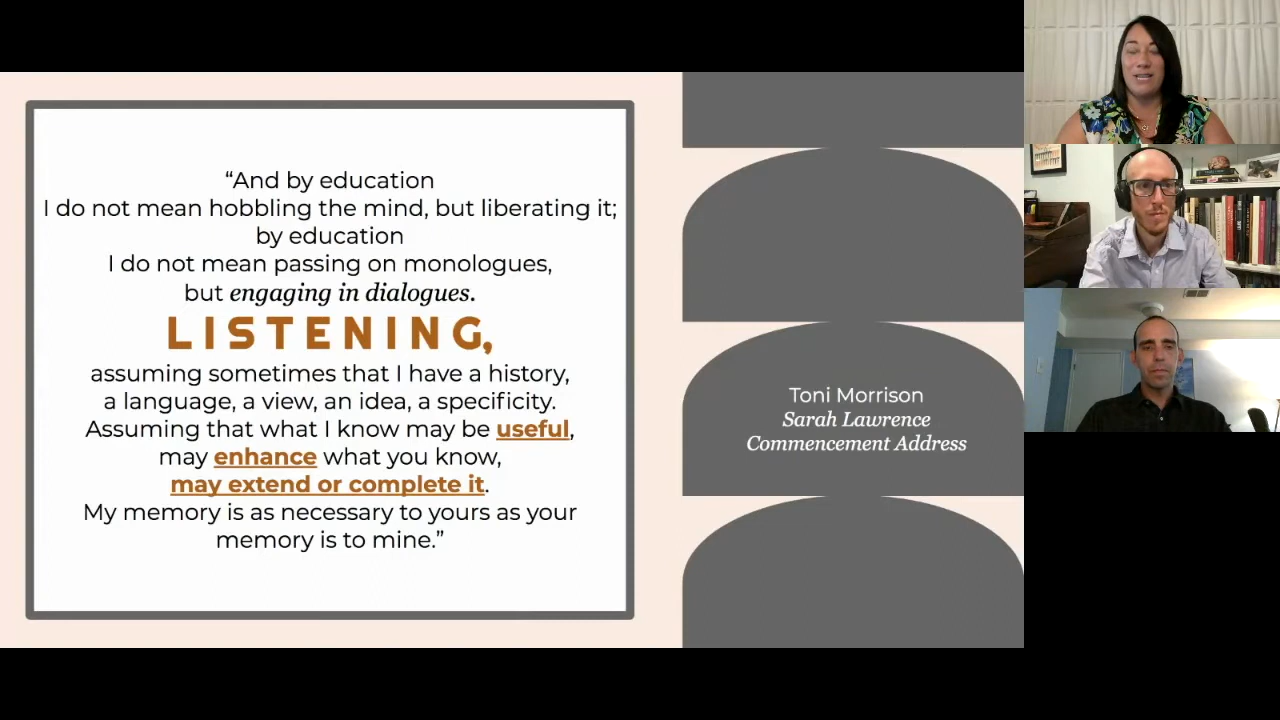 “And by education
I do not mean hobbling the mind, but liberating it;
by education
I do not mean passing on monologues,
but engaging in dialogues.
LISTENING,
assuming sometimes that I have a history,
a language, a view, an idea, a specificity.
Assuming that what I know may be useful,
may enhance what you know,
may extend or complete it.
My memory is as necessary to yours as your
memory is to mine.”
Toni Morrison
Sarah Lawrence
Commencement Address